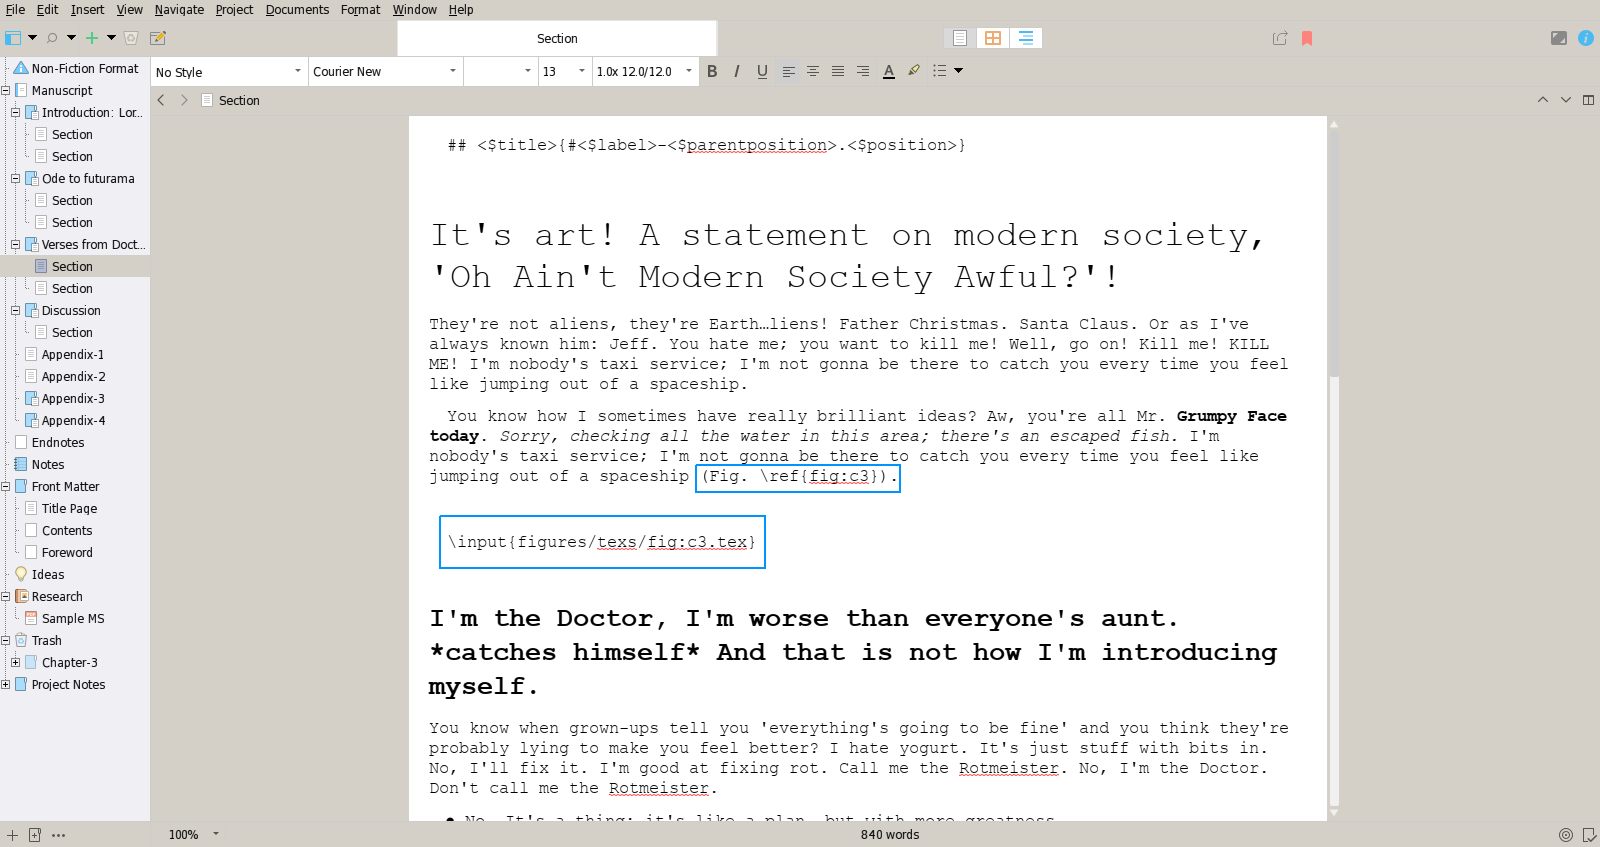 File Edit Insert View Navigate Project Documents Format Window Help
Section
No Style Courier New 13 1.0x 12.0/12.0 B I U A
Section
Non-Fiction Format
Manuscript
Introduction: Lor...
Section
Section
Ode to futurama
Section
Section
Verses from Doct...
Section
Section
Discussion
Section
Appendix-1
Appendix-2
Appendix-3
Appendix-4
Endnotes
Notes
Front Matter
Title Page
Contents
Foreword
Ideas
Research
Sample MS
Trash
Chapter-3
Project Notes
## <$title>{#<$label>-<$parentposition>.<$position>}
It's art! A statement on modern society,
'Oh Ain't Modern Society Awful?'!
They're not aliens, they're Earth…liens! Father Christmas. Santa Claus. Or as I've
always known him: Jeff. You hate me; you want to kill me! Well, go on! Kill me! KILL
ME! I'm nobody's taxi service; I'm not gonna be there to catch you every time you feel
like jumping out of a spaceship.
You know how I sometimes have really brilliant ideas? Aw, you're all Mr. Grumpy Face
today. Sorry, checking all the water in this area; there's an escaped fish. I'm
nobody's taxi service; I'm not gonna be there to catch you every time you feel like
jumping out of a spaceship (Fig. \ref{fig:c3}).
\input{figures/texs/fig:c3.tex}
I'm the Doctor, I'm worse than everyone's aunt.
*catches himself* And that is not how I'm introducing
myself.
You know when grown-ups tell you 'everything's going to be fine' and you think they're
probably lying to make you feel better? I hate yogurt. It's just stuff with bits in.
No, I'll fix it. I'm good at fixing rot. Call me the Rotmeister. No, I'm the Doctor.
Don't call me the Rotmeister.
• No. It's a thing; it's like a plan, but with more greatness.
100% 840 words